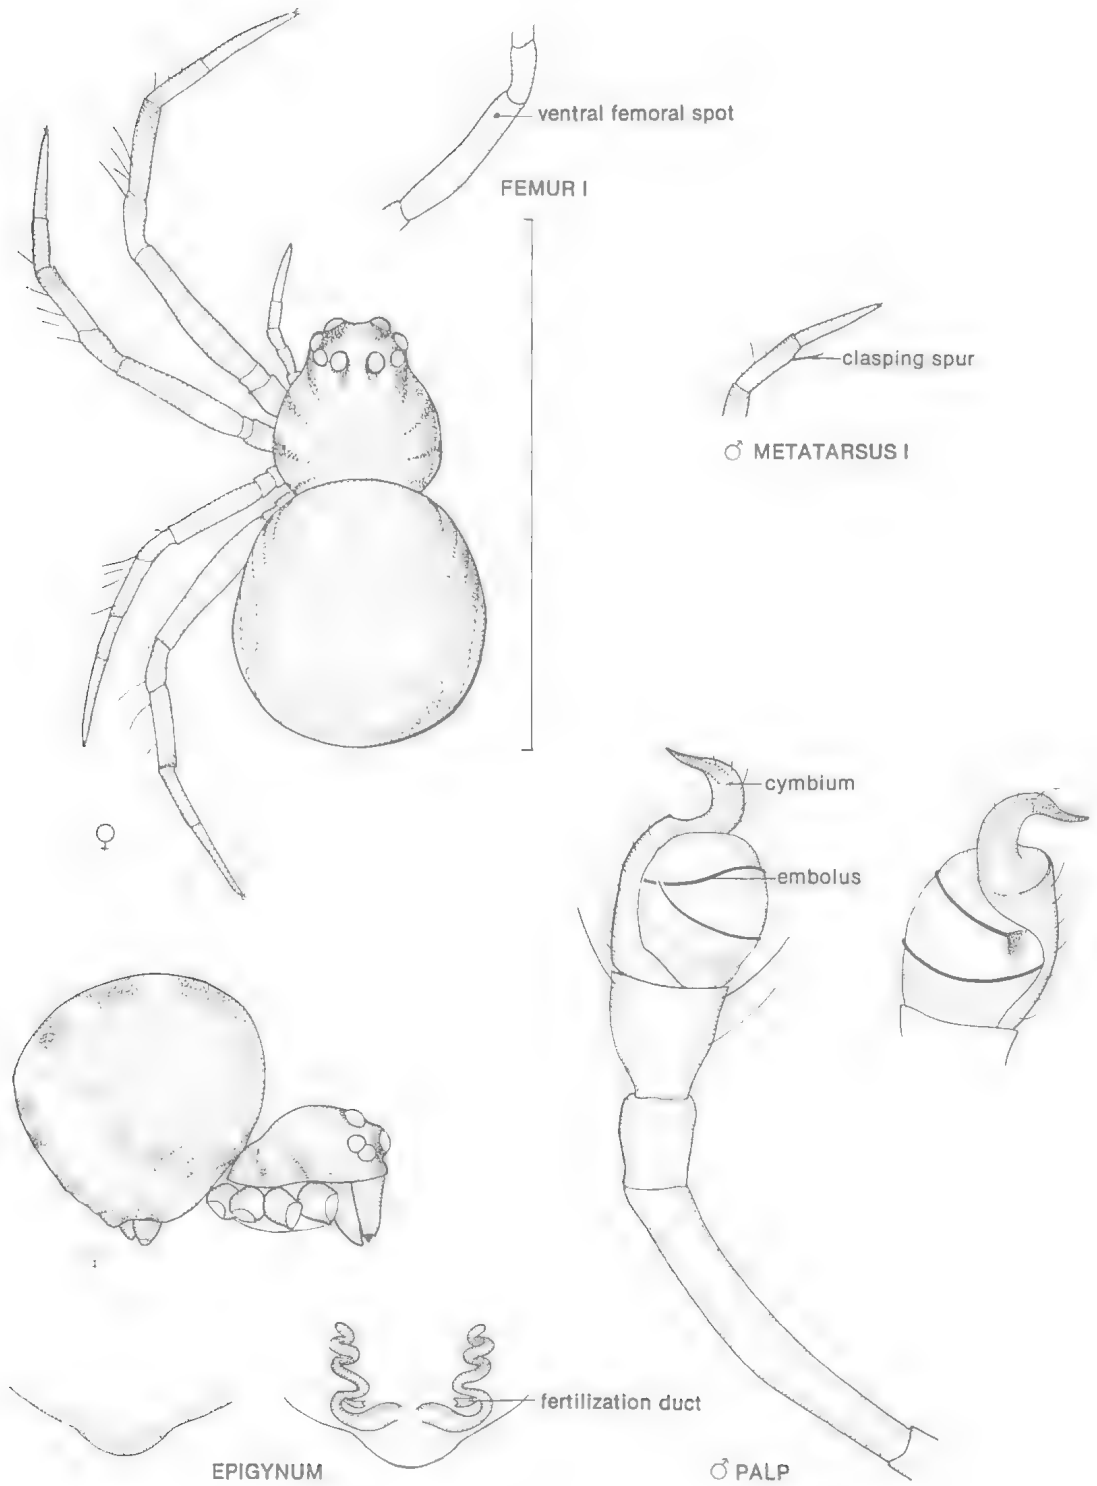 ventral femoral spot
FEMUR I
clasping spur
♂ METATARSUS I
♀
cymbium
embolus
fertilization duct
EPIGYNUM
♂ PALP